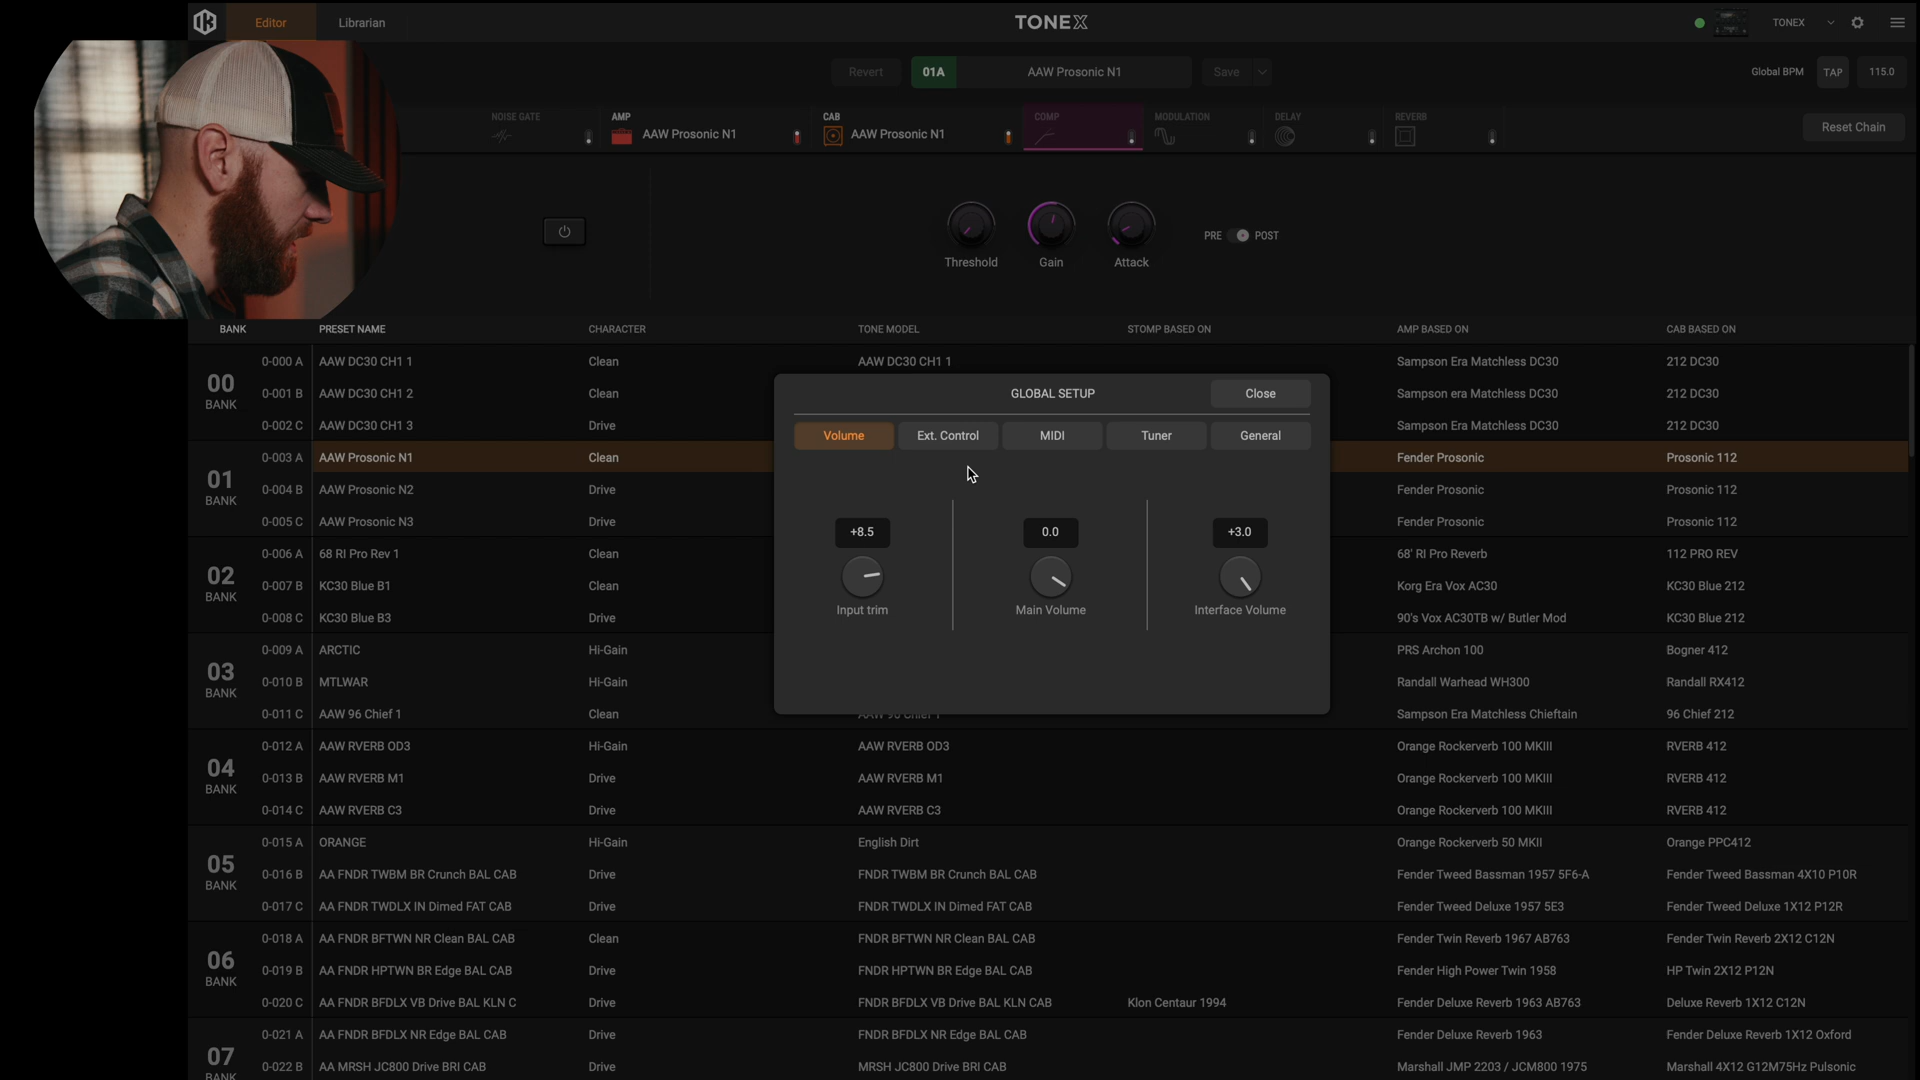 Editor
Librarian
TONEX
TONEX
Revert
01A
AAW Prosonic N1
Save
Global BPM
TAP
115.0
NOISE GATE
AMP
AAW Prosonic N1
CAB
AAW Prosonic N1
COMP
MODULATION
DELAY
REVERB
Reset Chain
Threshold
Gain
Attack
PRE
POST
BANK PRESET NAME CHARACTER TONE MODEL STOMP BASED ON AMP BASED ON CAB BASED ON
00 BANK
0-000 A AAW DC30 CH1 1 Clean AAW DC30 CH1 1 Sampson Era Matchless DC30 212 DC30
0-001 B AAW DC30 CH1 2 Clean Sampson era Matchless DC30 212 DC30
0-002 C AAW DC30 CH1 3 Drive Sampson Era Matchless DC30 212 DC30
01 BANK
0-003 A AAW Prosonic N1 Clean Fender Prosonic Prosonic 112
0-004 B AAW Prosonic N2 Drive Fender Prosonic Prosonic 112
0-005 C AAW Prosonic N3 Drive Fender Prosonic Prosonic 112
02 BANK
0-006 A 68 RI Pro Rev 1 Clean 68' RI Pro Reverb 112 PRO REV
0-007 B KC30 Blue B1 Clean Korg Era Vox AC30 KC30 Blue 212
0-008 C KC30 Blue B3 Drive 90's Vox AC30TB w/ Butler Mod KC30 Blue 212
03 BANK
0-009 A ARCTIC Hi-Gain PRS Archon 100 Bogner 412
0-010 B MTLWAR Hi-Gain Randall Warhead WH300 Randall RX412
0-011 C AAW 96 Chief 1 Clean AAW 96 Chief 1 Sampson Era Matchless Chieftain 96 Chief 212
04 BANK
0-012 A AAW RVERB OD3 Hi-Gain AAW RVERB OD3 Orange Rockerverb 100 MKIII RVERB 412
0-013 B AAW RVERB M1 Drive AAW RVERB M1 Orange Rockerverb 100 MKIII RVERB 412
0-014 C AAW RVERB C3 Drive AAW RVERB C3 Orange Rockerverb 100 MKIII RVERB 412
05 BANK
0-015 A ORANGE Hi-Gain English Dirt Orange Rockerverb 50 MKII Orange PPC412
0-016 B AA FNDR TWBM BR Crunch BAL CAB Drive FNDR TWBM BR Crunch BAL CAB Fender Tweed Bassman 1957 5F6-A Fender Tweed Bassman 4X10 P10R
0-017 C AA FNDR TWDLX IN Dimed FAT CAB Drive FNDR TWDLX IN Dimed FAT CAB Fender Tweed Deluxe 1957 5E3 Fender Tweed Deluxe 1X12 P12R
06 BANK
0-018 A AA FNDR BFTWN NR Clean BAL CAB Clean FNDR BFTWN NR Clean BAL CAB Fender Twin Reverb 1967 AB763 Fender Twin Reverb 2X12 C12N
0-019 B AA FNDR HPTWN BR Edge BAL CAB Drive FNDR HPTWN BR Edge BAL CAB Fender High Power Twin 1958 HP Twin 2X12 P12N
0-020 C AA FNDR BFDLX VB Drive BAL KLN C Drive FNDR BFDLX VB Drive BAL KLN CAB Klon Centaur 1994 Fender Deluxe Reverb 1963 AB763 Deluxe Reverb 1X12 C12N
07 BANK
0-021 A AA FNDR BFDLX NR Edge BAL CAB Drive FNDR BFDLX NR Edge BAL CAB Fender Deluxe Reverb 1963 Fender Deluxe Reverb 1X12 Oxford
0-022 B AA MRSH JC800 Drive BRI CAB Drive MRSH JC800 Drive BRI CAB Marshall JMP 2203 / JCM800 1975 Marshall 4X12 G12M75Hz Pulsonic
GLOBAL SETUP
Close
Volume
Ext. Control
MIDI
Tuner
General
+8.5
0.0
+3.0
Input trim
Main Volume
Interface Volume